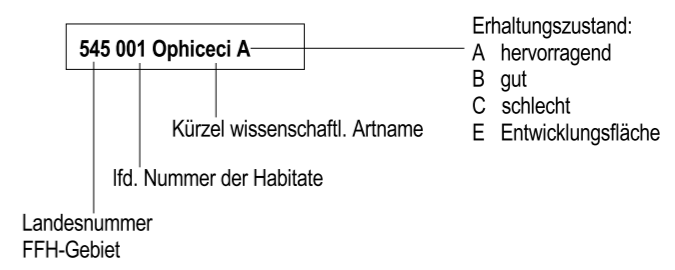 545 001 Ophiceci A
Erhaltungszustand:
A hervorragend
B gut
C schlecht
E Entwicklungsfläche
Kürzel wissenschaftl. Artname
lfd. Nummer der Habitate
Landesnummer
FFH-Gebiet